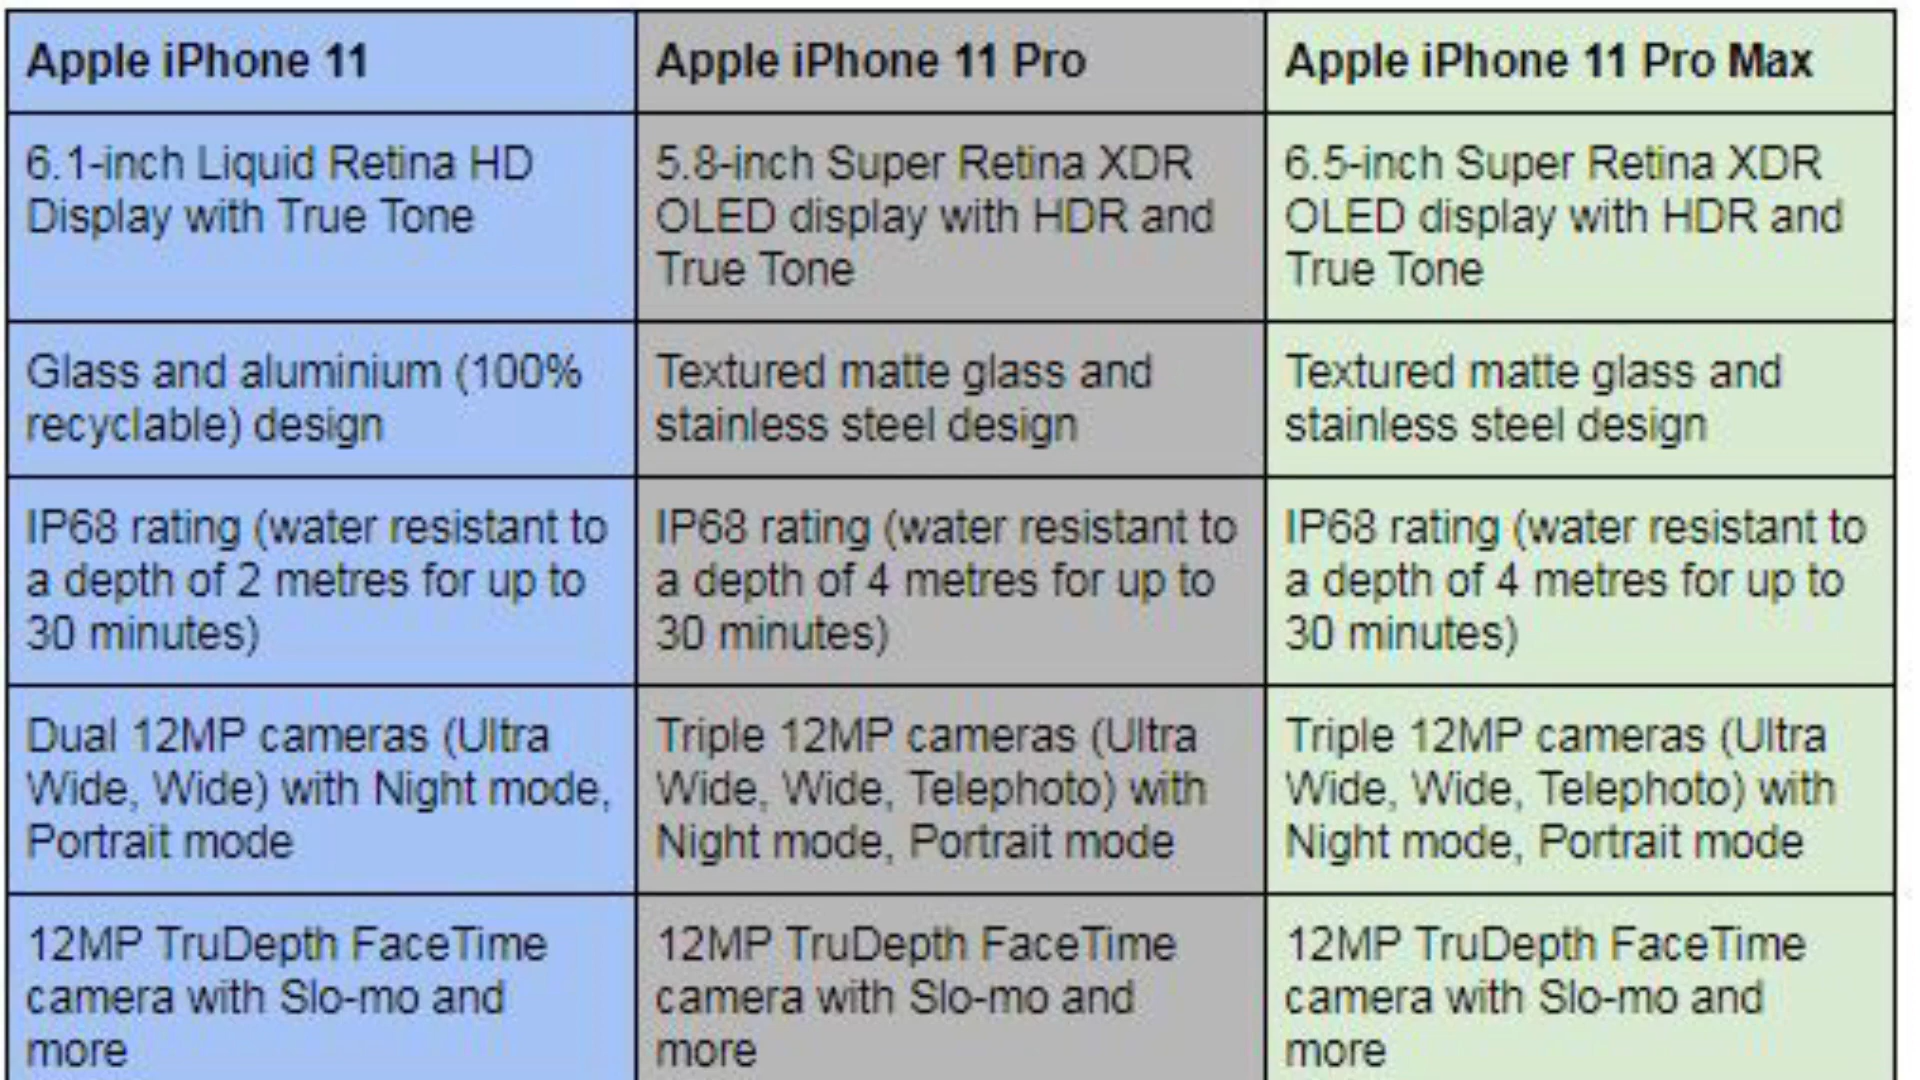 Apple iPhone 11
Apple iPhone 11 Pro
Apple iPhone 11 Pro Max
6.1-inch Liquid Retina HD
Display with True Tone
5.8-inch Super Retina XDR
OLED display with HDR and
True Tone
6.5-inch Super Retina XDR
OLED display with HDR and
True Tone
Glass and aluminium (100%
recyclable) design
Textured matte glass and
stainless steel design
Textured matte glass and
stainless steel design
IP68 rating (water resistant to
a depth of 2 metres for up to
30 minutes)
IP68 rating (water resistant to
a depth of 4 metres for up to
30 minutes)
IP68 rating (water resistant to
a depth of 4 metres for up to
30 minutes)
Dual 12MP cameras (Ultra
Wide, Wide) with Night mode,
Portrait mode
Triple 12MP cameras (Ultra
Wide, Wide, Telephoto) with
Night mode, Portrait mode
Triple 12MP cameras (Ultra
Wide, Wide, Telephoto) with
Night mode, Portrait mode
12MP TruDepth FaceTime
camera with Slo-mo and
more
12MP TruDepth FaceTime
camera with Slo-mo and
more
12MP TruDepth FaceTime
camera with Slo-mo and
more